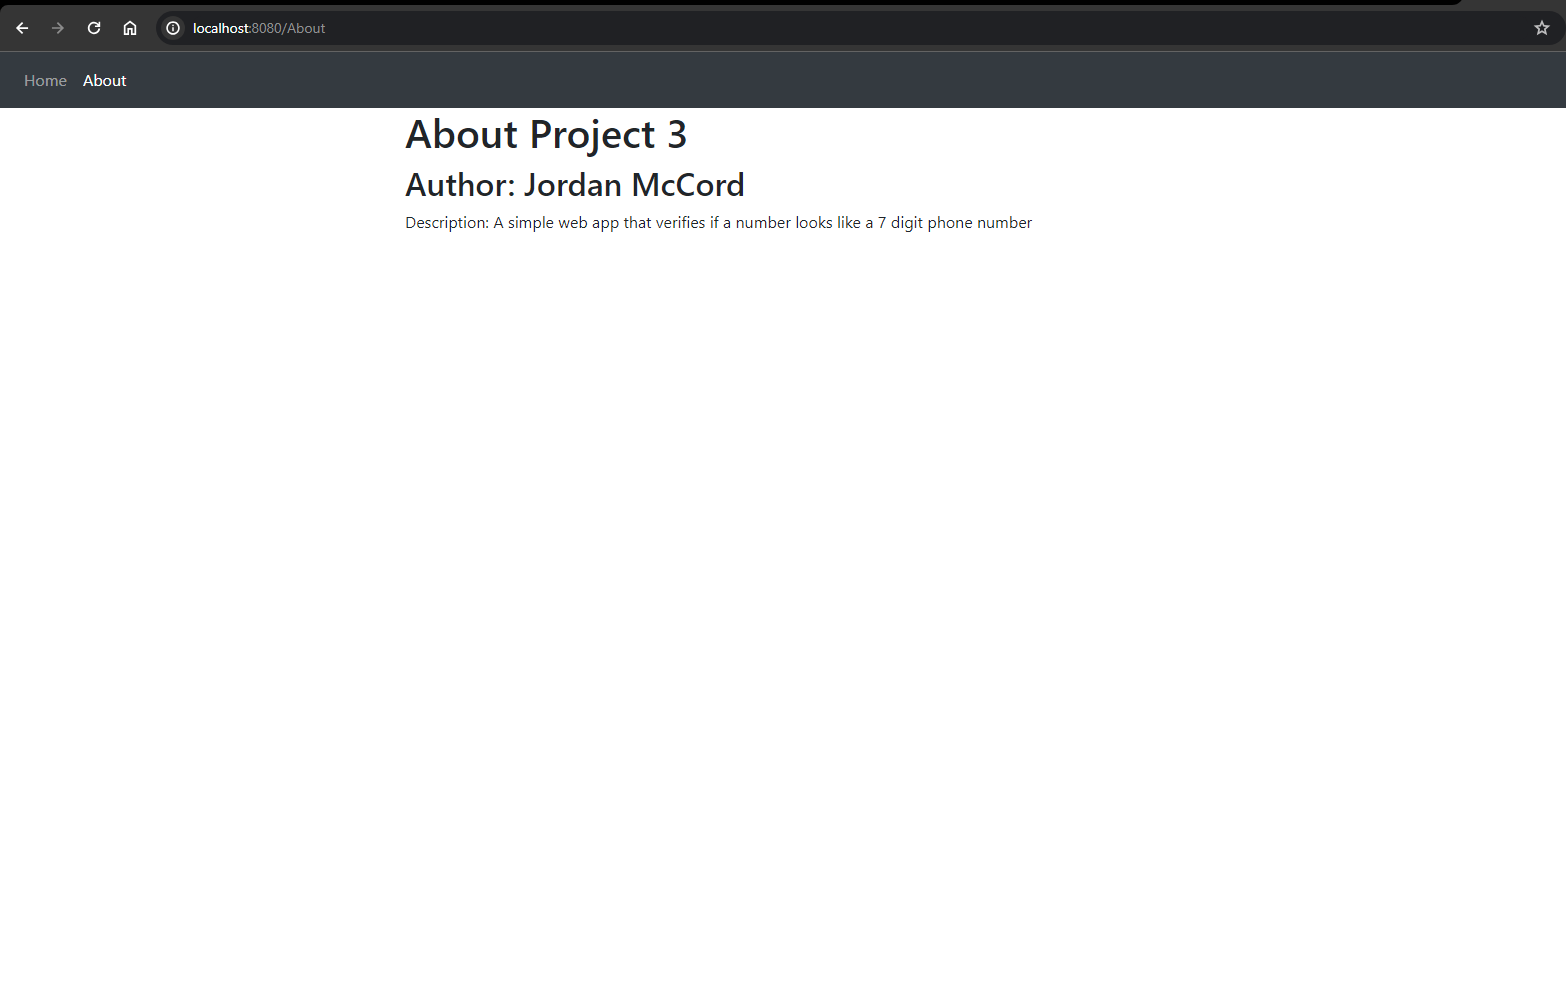 localhost:8080/About
Home About
About Project 3
Author: Jordan McCord
Description: A simple web app that verifies if a number looks like a 7 digit phone number